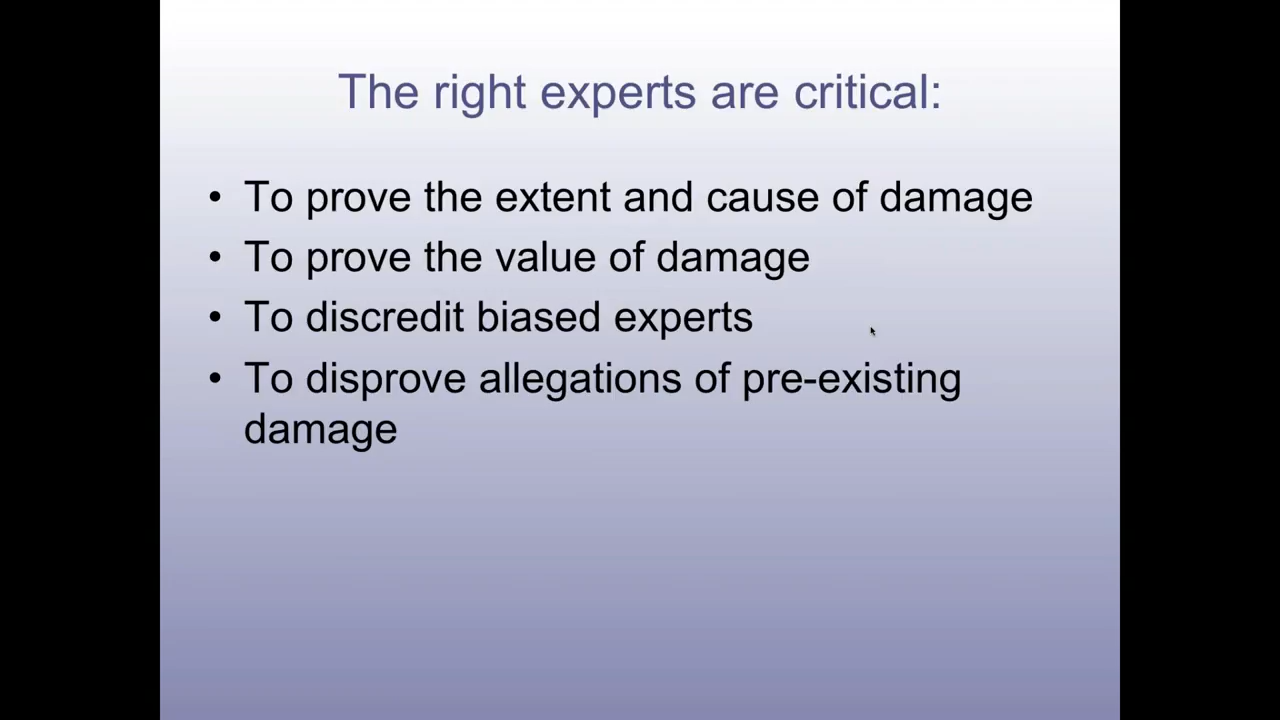 The right experts are critical:
• To prove the extent and cause of damage
• To prove the value of damage
• To discredit biased experts
• To disprove allegations of pre-existing
damage